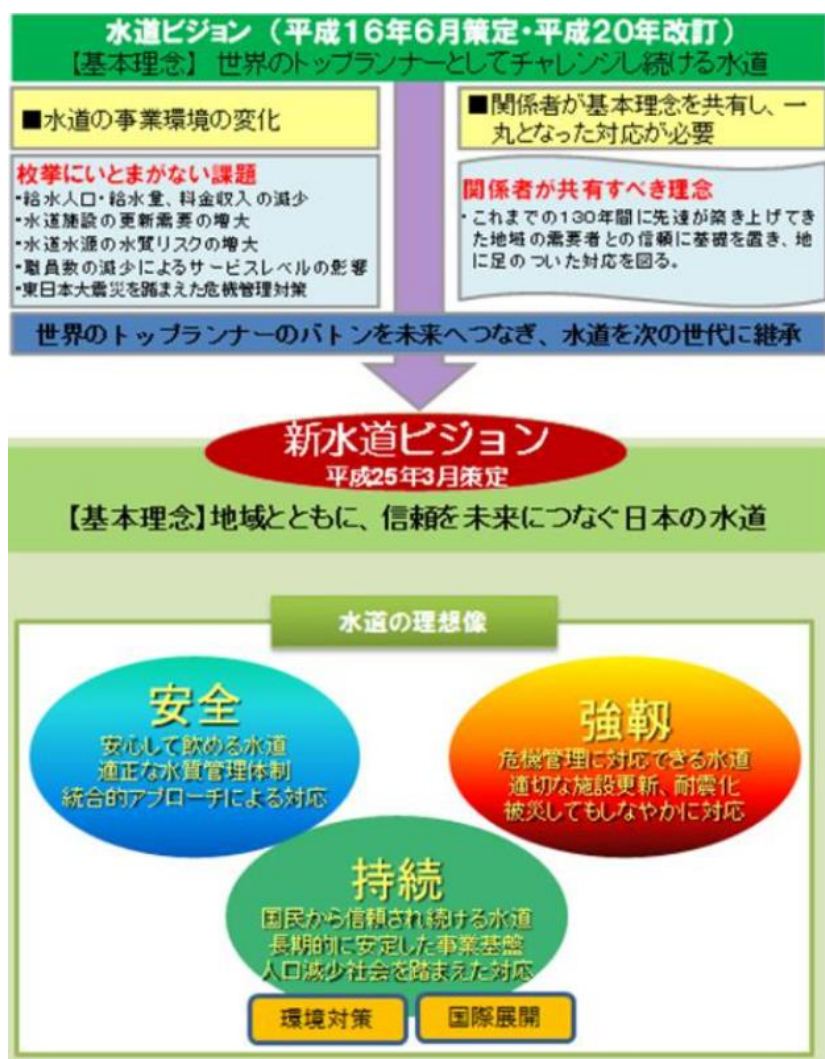 水道ビジョン（平成１６年６月策定・平成２０年改訂）
【基本理念】 世界のトップランナーとしてチャレンジし続ける水道
■水道の事業環境の変化
枚挙にいとまがない課題
・給水人口・給水量、料金収入の減少
・水道施設の更新需要の増大
・水道水源の水質リスクの増大
・職員数の減少によるサービスレベルの影響
・東日本大震災を踏まえた危機管理対策
■関係者が基本理念を共有し、一
丸となった対応が必要
関係者が共有すべき理念
・これまでの130年間に先達が築き上げてき
た地域の需要者との信頼に基礎を置き、地
に足のついた対応を図る。
世界のトップランナーのバトンを未来へつなぎ、水道を次の世代に継承
新水道ビジョン
平成25年3月策定
【基本理念】地域とともに、信頼を未来につなぐ日本の水道
水道の理想像
安全
安心して飲める水道
適正な水質管理体制
統合的アプローチによる対応
強靱
危機管理に対応できる水道
適切な施設更新、耐震化
被災してもしなやかに対応
持続
国民から信頼され続ける水道
長期的に安定した事業基盤
人口減少社会を踏まえた対応
環境対策
国際展開